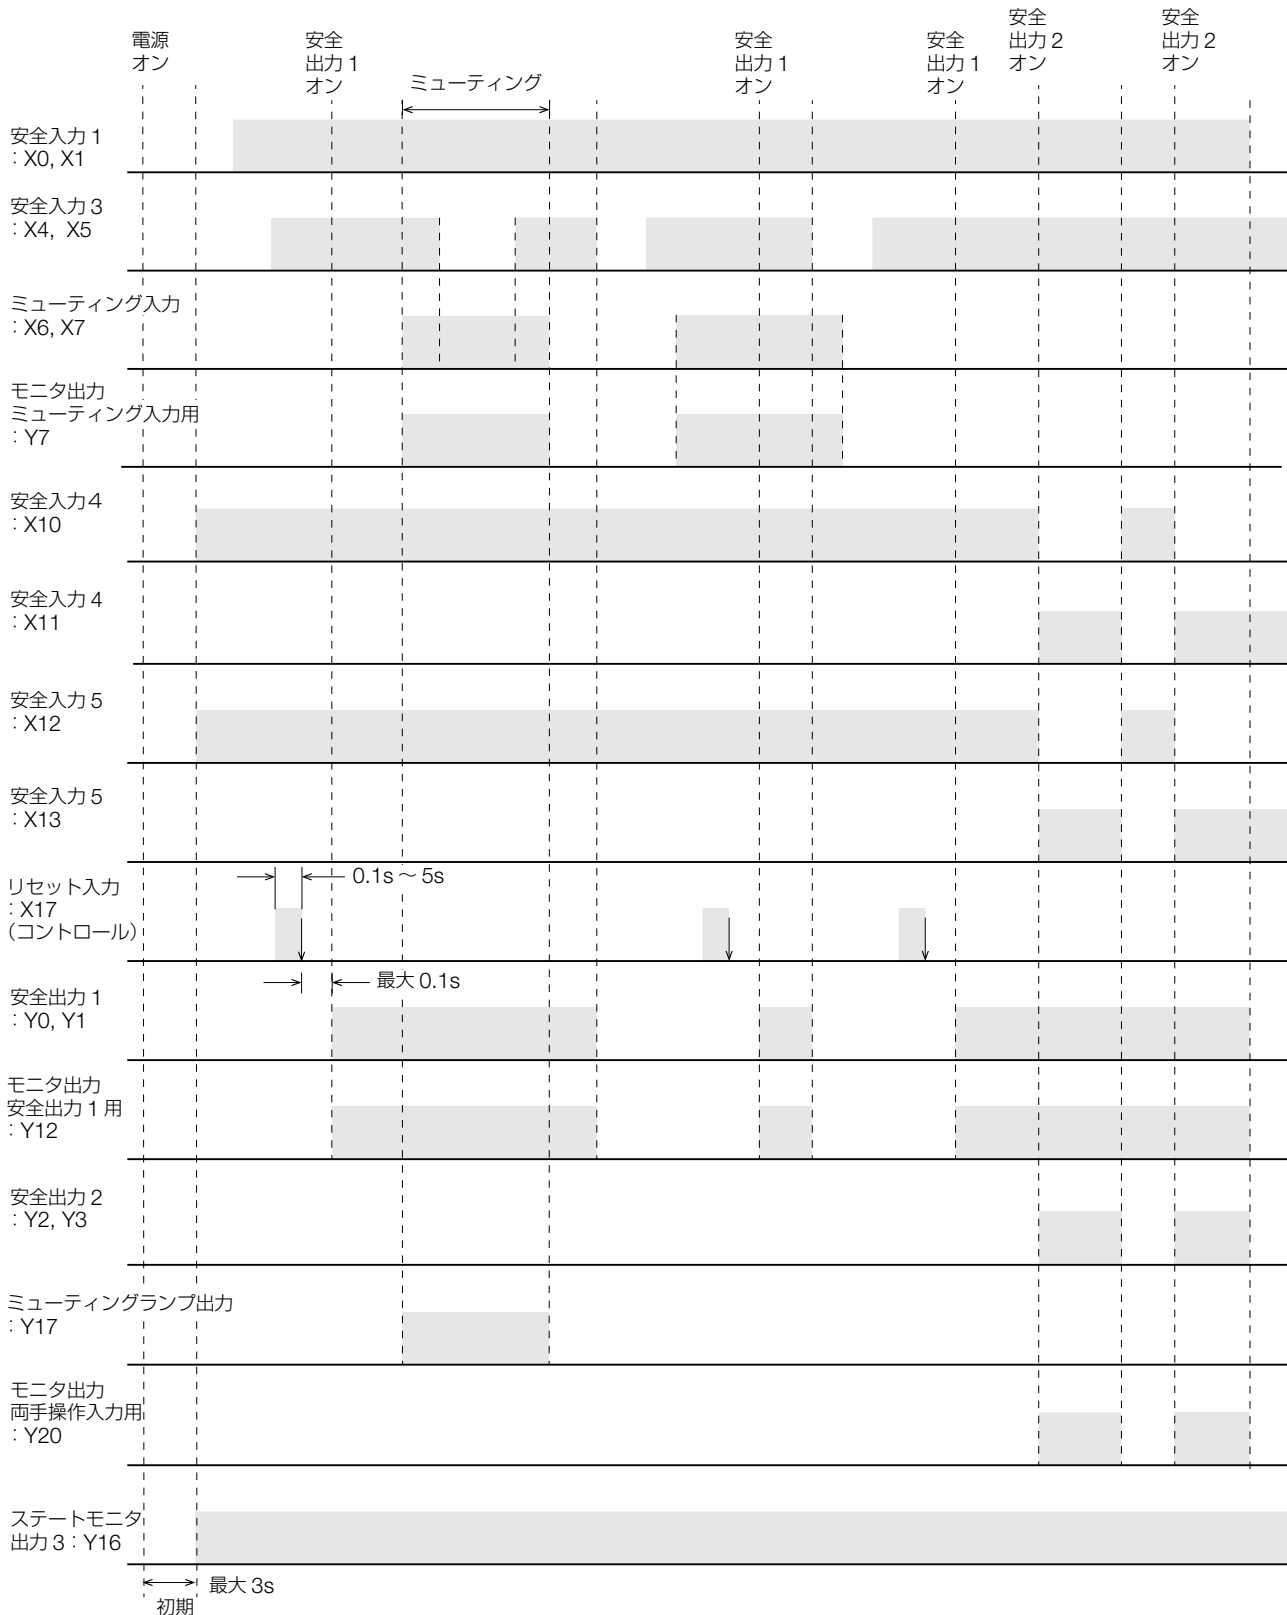 電源
オン
安全
出力 1
オン
ミューティング
安全
出力 1
オン
安全
出力 1
オン
安全
出力 2
オン
安全
出力 2
オン
安全入力 1
: X0, X1
安全入力 3
: X4, X5
ミューティング入力
: X6, X7
モニタ出力
ミューティング入力用
: Y7
安全入力 4
: X10
安全入力 4
: X11
安全入力 5
: X12
安全入力 5
: X13
リセット入力
: X17
(コントロール)
0.1s ~ 5s
最大 0.1s
安全出力 1
: Y0, Y1
モニタ出力
安全出力 1 用
: Y12
安全出力 2
: Y2, Y3
ミューティングランプ出力
: Y17
モニタ出力
両手操作入力用
: Y20
ステートモニタ
出力 3 : Y16
最大 3s
初期